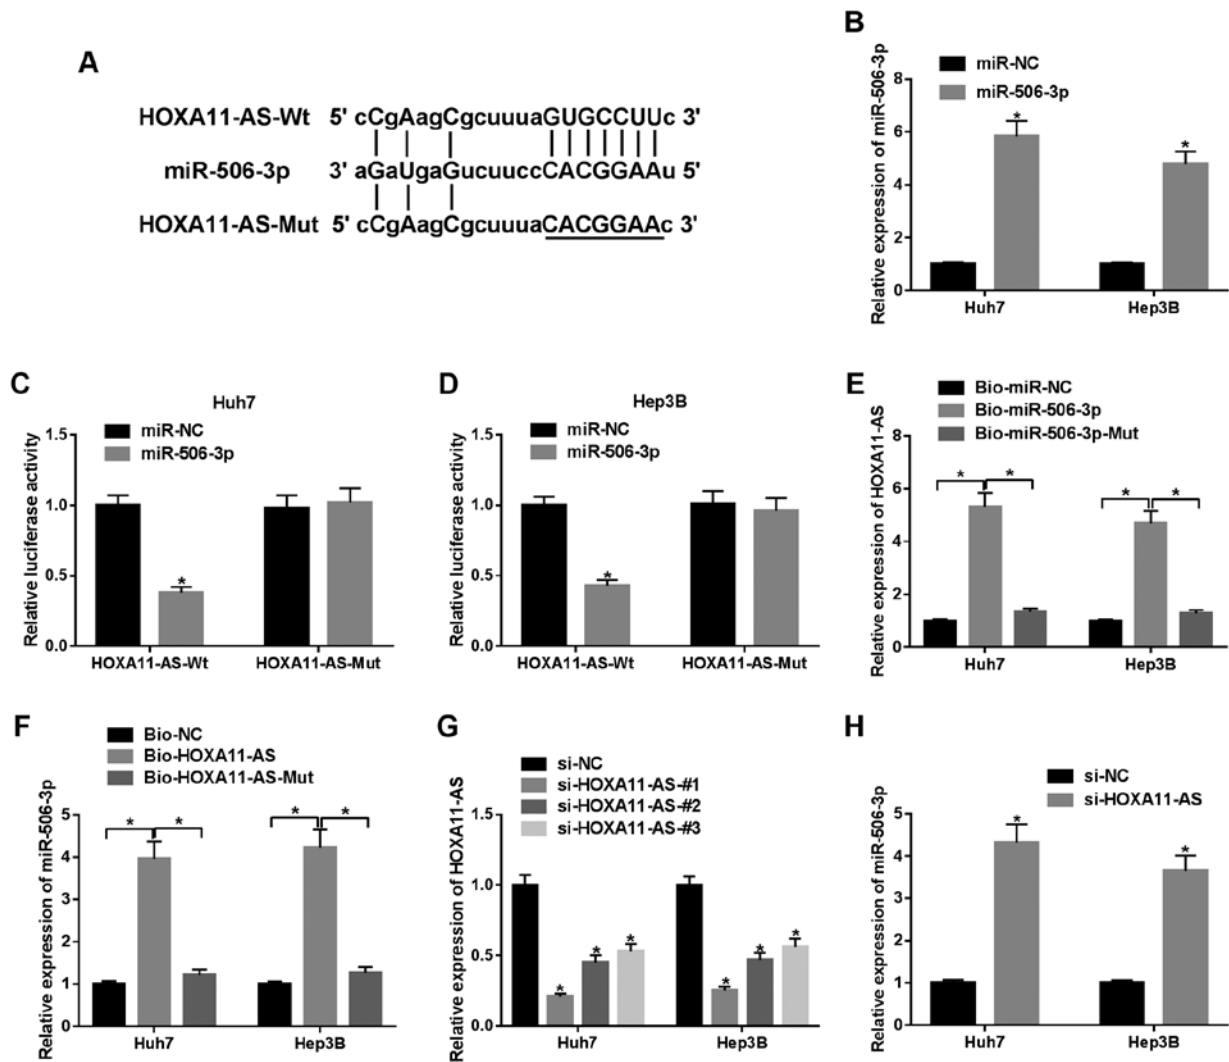 A
HOXA11-AS-Wt 5' cCgAagCgcuuuaGUGCCUUc 3'
miR-506-3p 3' aGaUgaGucuuccCACGGAAu 5'
HOXA11-AS-Mut 5' cCgAagCgcuuuaCACGGAAc 3'
B
miR-NC
miR-506-3p
Relative expression of miR-506-3p
8
6
4
2
0
*
*
Huh7
Hep3B
C
Huh7
miR-NC
miR-506-3p
Relative luciferase activity
1.5
1.0
0.5
0.0
*
HOXA11-AS-Wt
HOXA11-AS-Mut
D
Hep3B
miR-NC
miR-506-3p
Relative luciferase activity
1.5
1.0
0.5
0.0
*
HOXA11-AS-Wt
HOXA11-AS-Mut
E
Bio-miR-NC
Bio-miR-506-3p
Bio-miR-506-3p-Mut
Relative expression of HOXA11-AS
8
6
4
2
0
* *
* *
Huh7
Hep3B
F
Bio-NC
Bio-HOXA11-AS
Bio-HOXA11-AS-Mut
Relative expression of miR-506-3p
5
4
3
2
1
0
* *
* *
Huh7
Hep3B
G
si-NC
si-HOXA11-AS-#1
si-HOXA11-AS-#2
si-HOXA11-AS-#3
Relative expression of HOXA11-AS
1.5
1.0
0.5
0.0
* * *
* * *
Huh7
Hep3B
H
si-NC
si-HOXA11-AS
Relative expression of miR-506-3p
5
4
3
2
1
0
*
*
Huh7
Hep3B